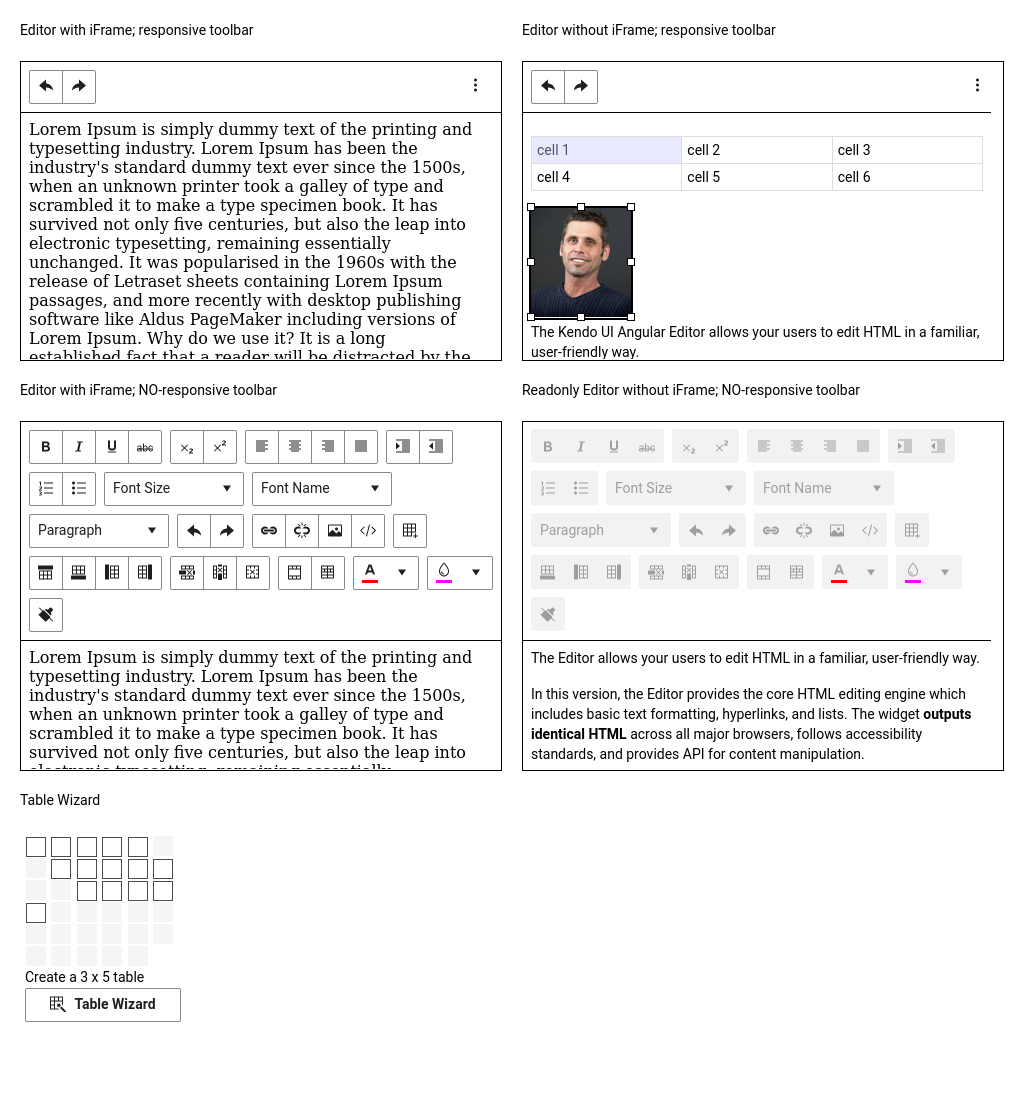 Editor with iFrame; responsive toolbar
Lorem Ipsum is simply dummy text of the printing and
typesetting industry. Lorem Ipsum has been the
industry's standard dummy text ever since the 1500s,
when an unknown printer took a galley of type and
scrambled it to make a type specimen book. It has
survived not only five centuries, but also the leap into
electronic typesetting, remaining essentially
unchanged. It was popularised in the 1960s with the
release of Letraset sheets containing Lorem Ipsum
passages, and more recently with desktop publishing
software like Aldus PageMaker including versions of
Lorem Ipsum. Why do we use it? It is a long
established fact that a reader will be distracted by the
Editor without iFrame; responsive toolbar
cell 1 cell 2 cell 3
cell 4 cell 5 cell 6
The Kendo UI Angular Editor allows your users to edit HTML in a familiar,
user-friendly way.
Editor with iFrame; NO-responsive toolbar
B I U abc x₂ x²
Font Size Font Name
Paragraph
A
Lorem Ipsum is simply dummy text of the printing and
typesetting industry. Lorem Ipsum has been the
industry's standard dummy text ever since the 1500s,
when an unknown printer took a galley of type and
scrambled it to make a type specimen book. It has
survived not only five centuries, but also the leap into
electronic typesetting, remaining essentially
Readonly Editor without iFrame; NO-responsive toolbar
B I U abc x₂ x²
Font Size Font Name
Paragraph
A
The Editor allows your users to edit HTML in a familiar, user-friendly way.
In this version, the Editor provides the core HTML editing engine which
includes basic text formatting, hyperlinks, and lists. The widget outputs
identical HTML across all major browsers, follows accessibility
standards, and provides API for content manipulation.
Table Wizard
Create a 3 x 5 table
Table Wizard